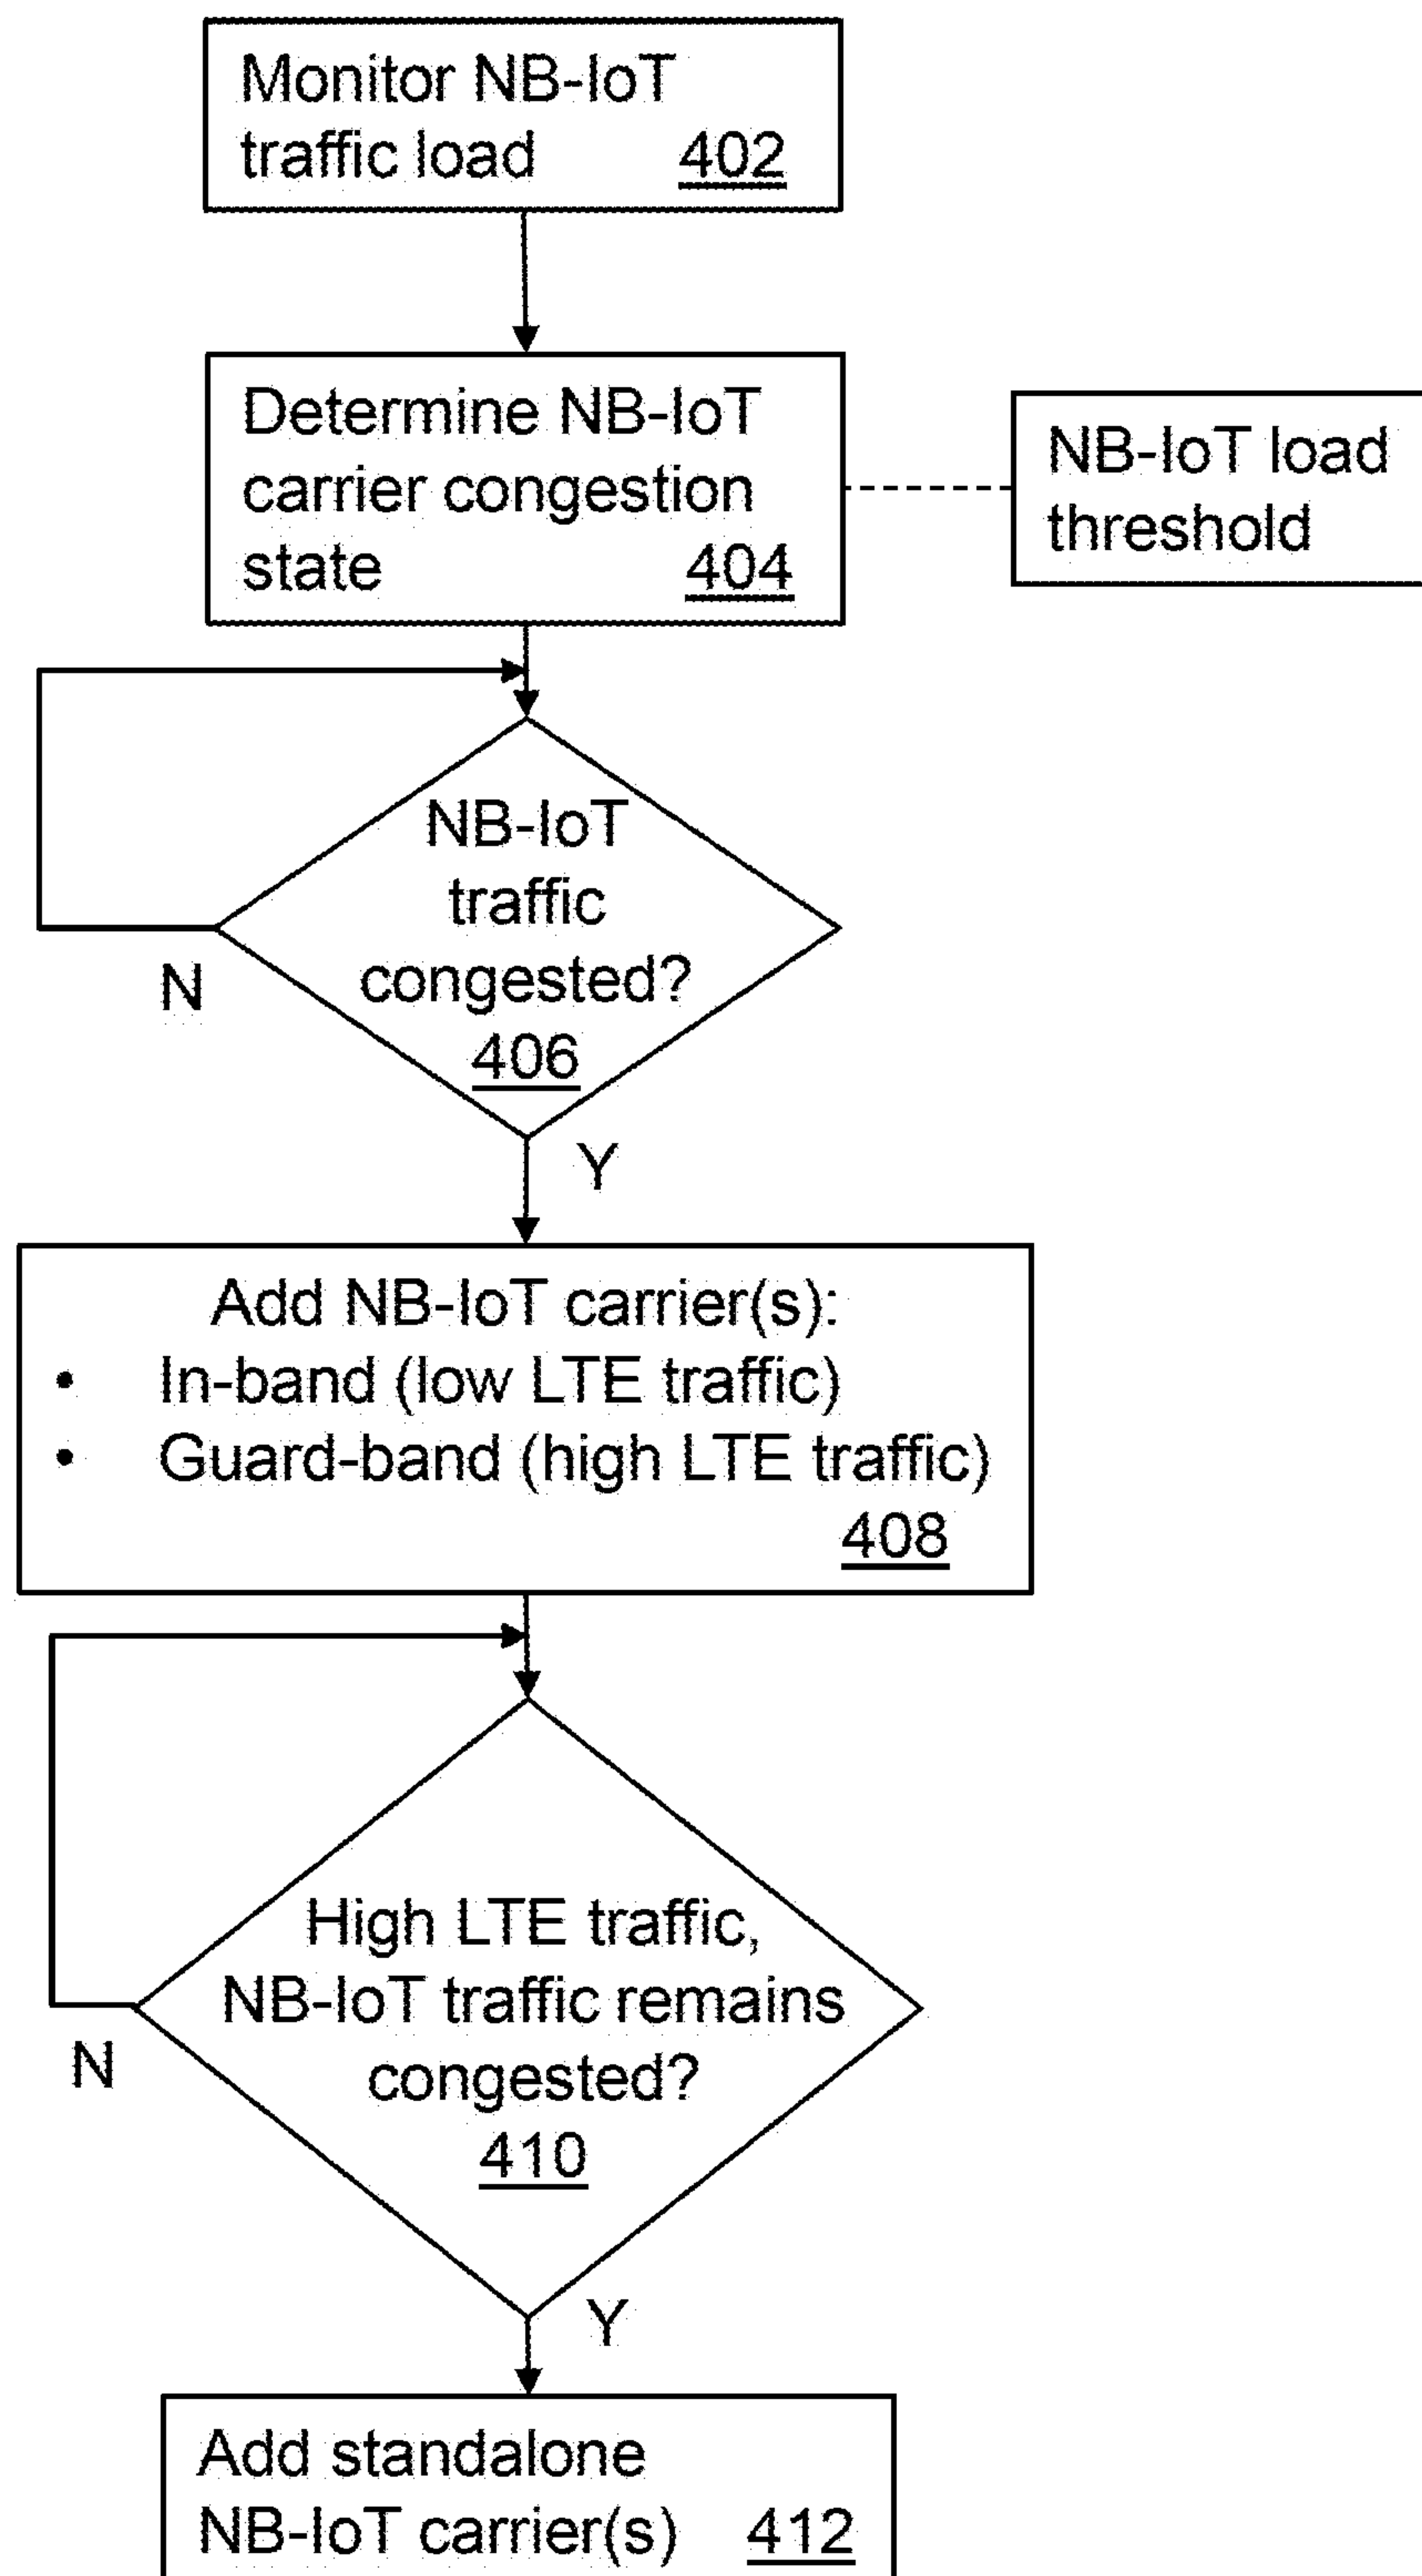 Monitor NB-IoT
traffic load 402
Determine NB-IoT
carrier congestion
state 404
NB-IoT load
threshold
NB-IoT
traffic
congested?
406
N
Y
Add NB-IoT carrier(s):
• In-band (low LTE traffic)
• Guard-band (high LTE traffic)
408
High LTE traffic,
NB-IoT traffic remains
congested?
410
N
Y
Add standalone
NB-IoT carrier(s) 412